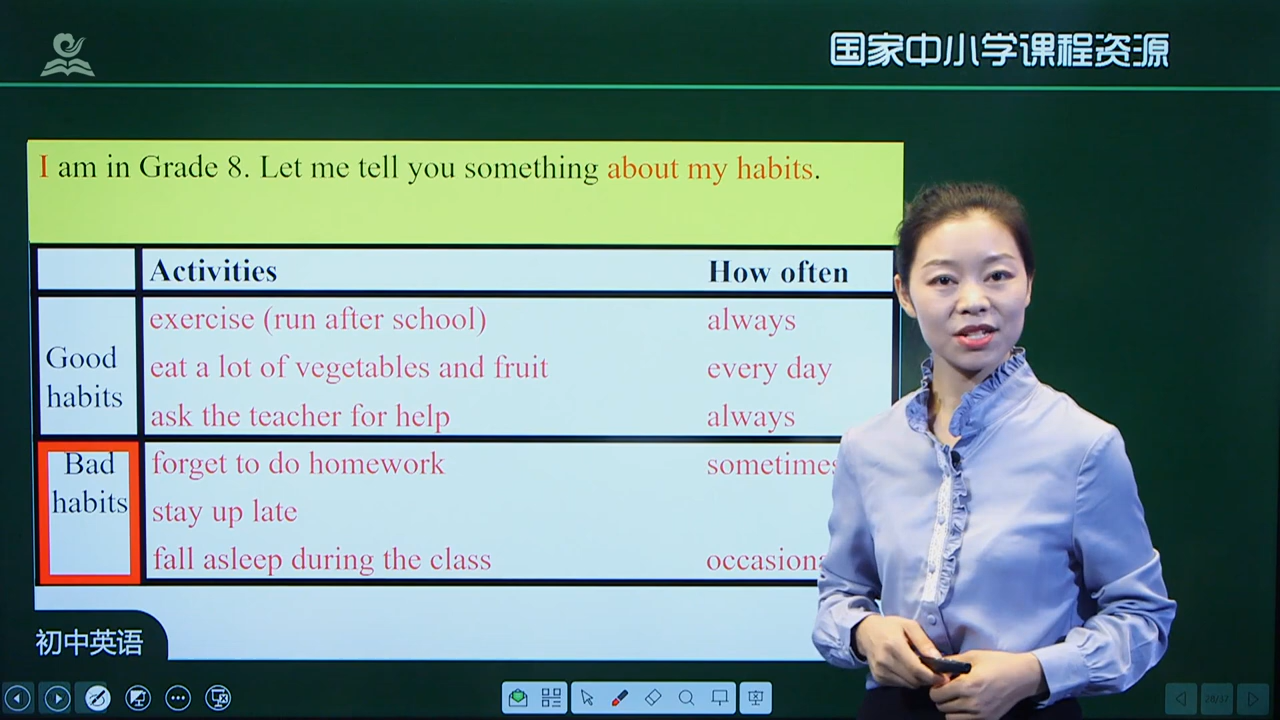 国家中小学课程资源
I am in Grade 8. Let me tell you something about my habits.
Activities How often
Good habits
exercise (run after school) always
eat a lot of vegetables and fruit every day
ask the teacher for help always
Bad habits
forget to do homework sometimes
stay up late
fall asleep during the class
初中英语